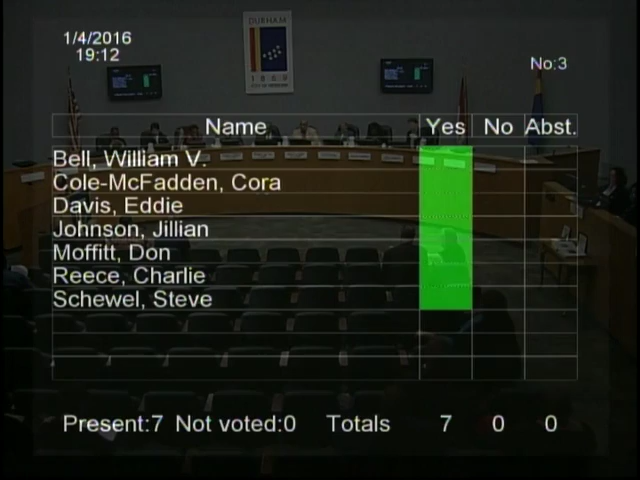 DURHAM
1869
1/4/2016
19:12
No:3
Name Yes No Abst.
Bell, William V.
Cole-McFadden, Cora
Davis, Eddie
Johnson, Jillian
Moffitt, Don
Reece, Charlie
Schewel, Steve
Present:7 Not voted:0 Totals 7 0 0